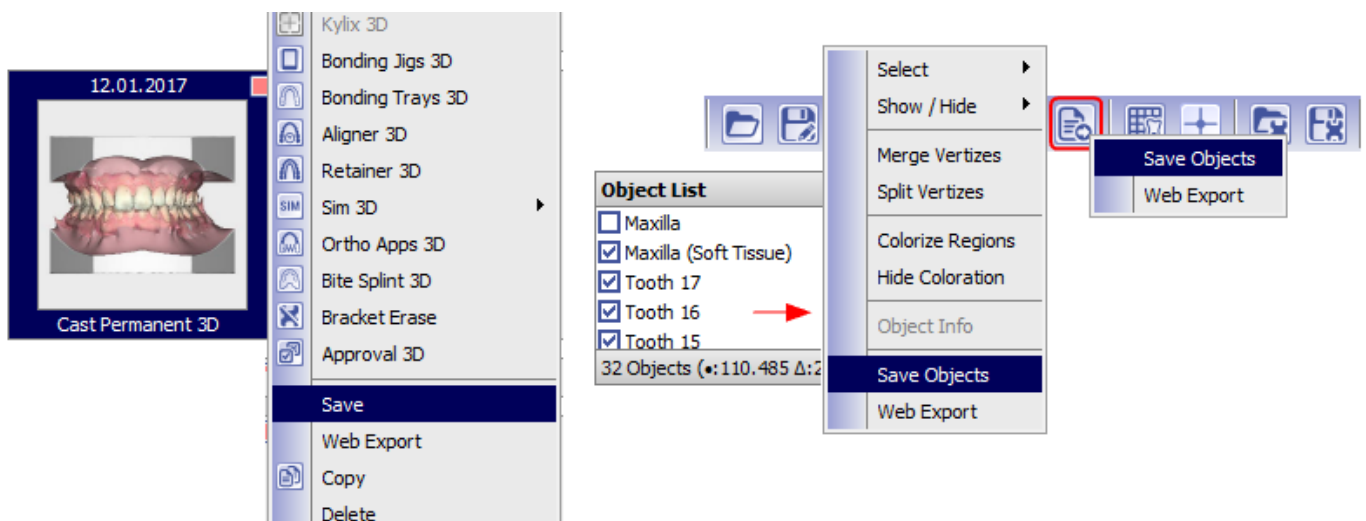 12.01.2017
Cast Permanent 3D
Kylix 3D
Bonding Jigs 3D
Bonding Trays 3D
Aligner 3D
Retainer 3D
SIM Sim 3D
Ortho Apps 3D
Bite Splint 3D
Bracket Erase
Approval 3D
Save
Web Export
Copy
Delete
Object List
Maxilla
Maxilla (Soft Tissue)
Tooth 17
Tooth 16
Tooth 15
32 Objects (•:110.485 Δ:2
Select
Show / Hide
Merge Vertizes
Split Vertizes
Colorize Regions
Hide Coloration
Object Info
Save Objects
Web Export
Save Objects
Web Export